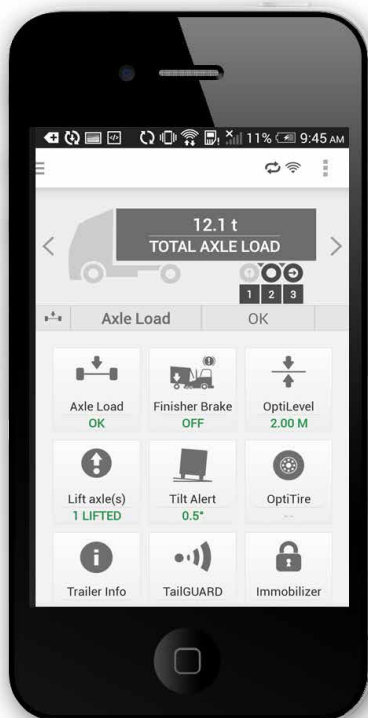 11% 9:45 AM
12.1 t
TOTAL AXLE LOAD
1 2 3
Axle Load OK
Axle Load Finisher Brake OptiLevel
OK OFF 2.00 M
Lift axle(s) Tilt Alert OptiTire
1 LIFTED 0.5° --
Trailer Info TailGUARD Immobilizer